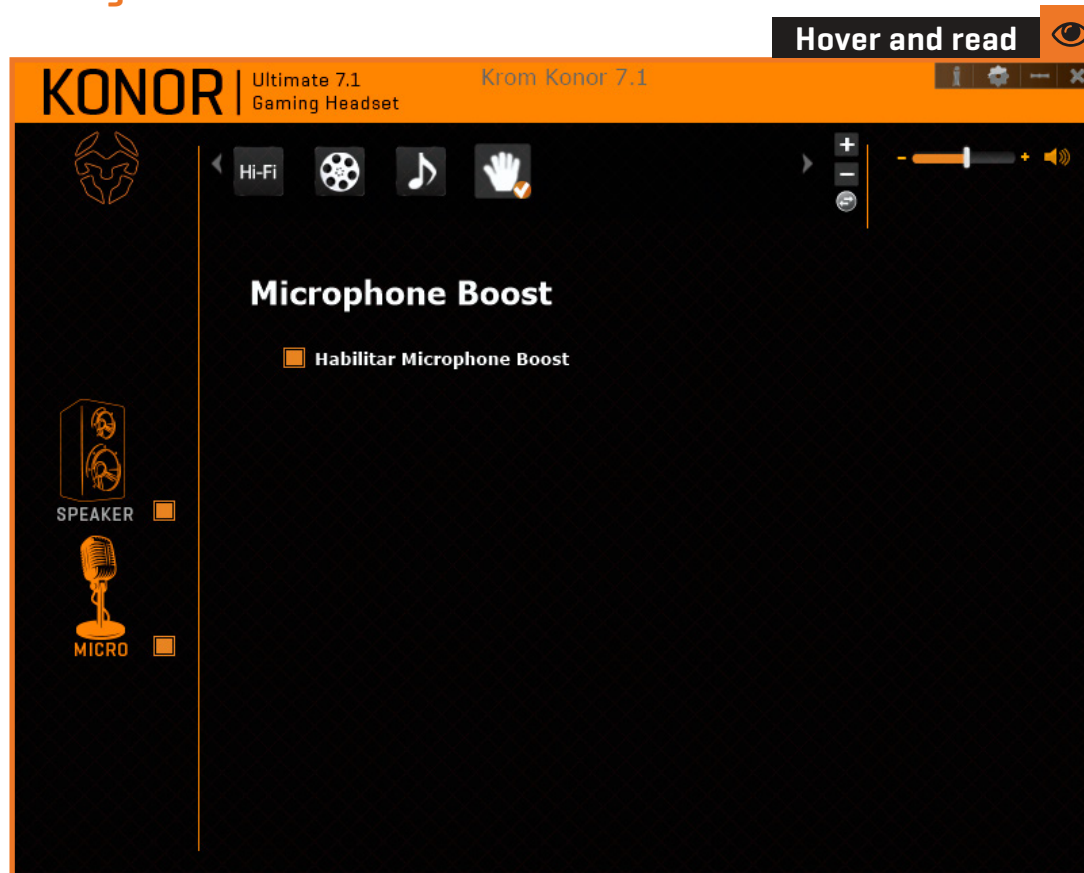 Hover and read
KONOR
Ultimate 7.1
Gaming Headset
Krom Konor 7.1
Hi-Fi
Microphone Boost
Habilitar Microphone Boost
SPEAKER
MICRO